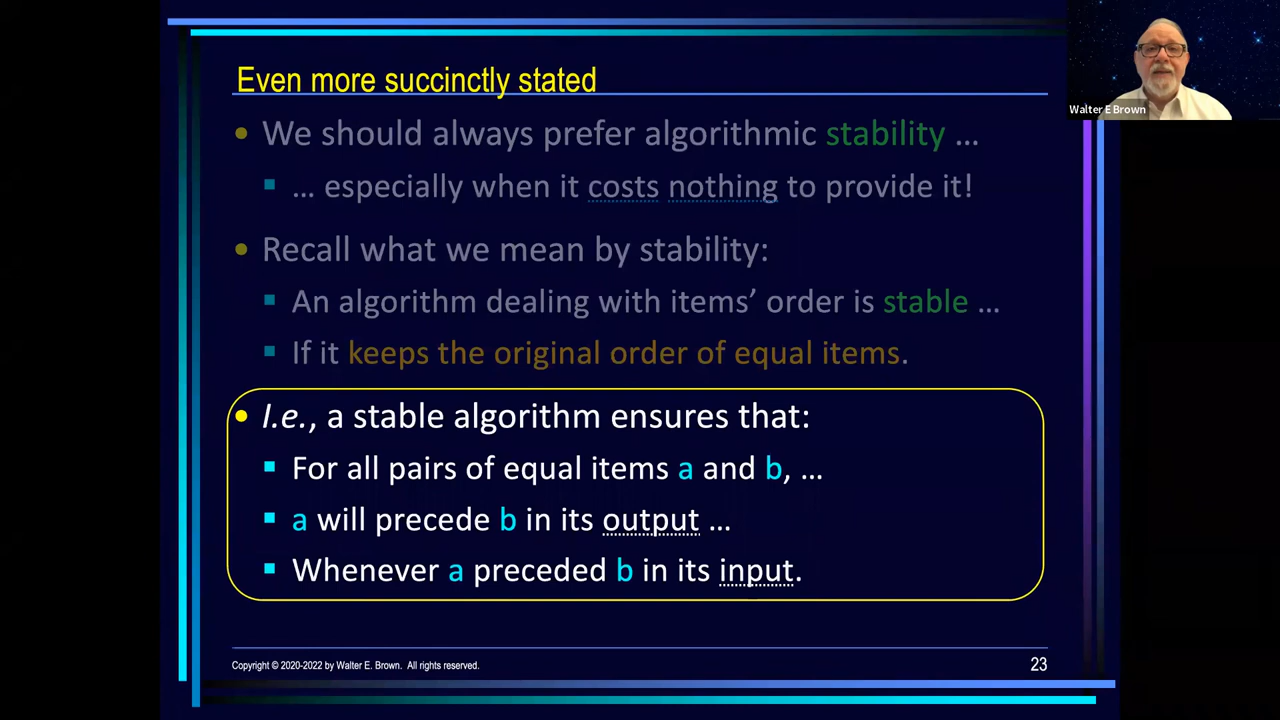 Even more succinctly stated
Walter E Brown
• We should always prefer algorithmic stability …
▪ … especially when it costs nothing to provide it!
• Recall what we mean by stability:
▪ An algorithm dealing with items’ order is stable …
▪ If it keeps the original order of equal items.
• I.e., a stable algorithm ensures that:
▪ For all pairs of equal items a and b, …
▪ a will precede b in its output …
▪ Whenever a preceded b in its input.
Copyright © 2020-2022 by Walter E. Brown. All rights reserved.
23